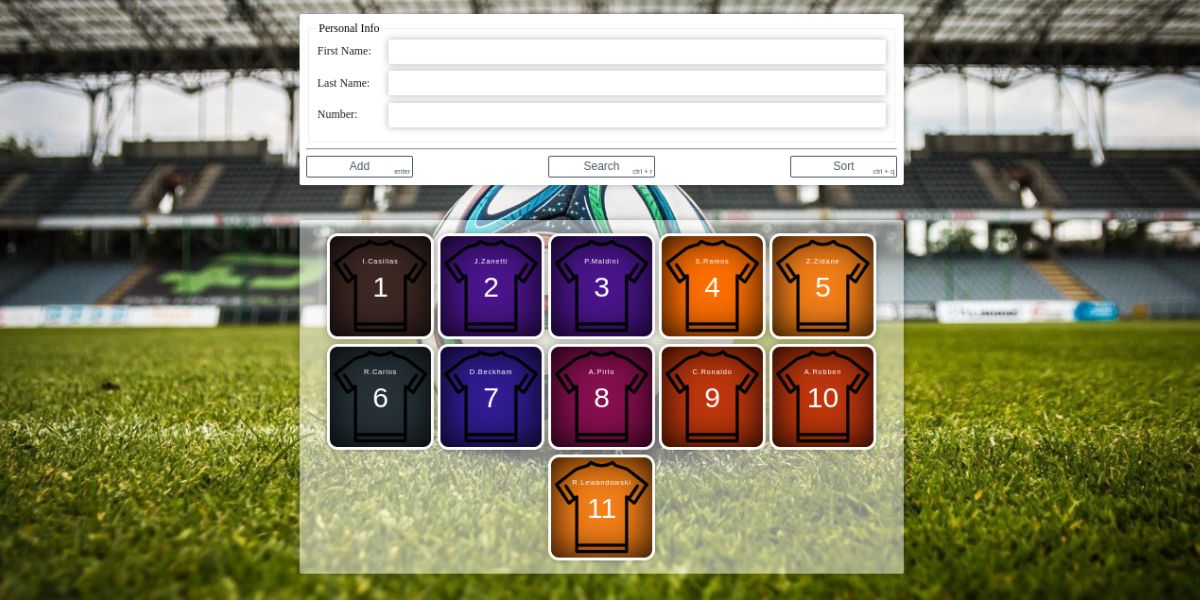 Personal Info
First Name:
Last Name:
Number:
Add
enter
Search
ctrl + r
Sort
ctrl + q
I.Casillas
1
J.Zanetti
2
P.Maldini
3
S.Ramos
4
Z.Zidane
5
R.Carlos
6
D.Beckham
7
A.Pirlo
8
C.Ronaldo
9
A.Robben
10
R.Lewandowski
11